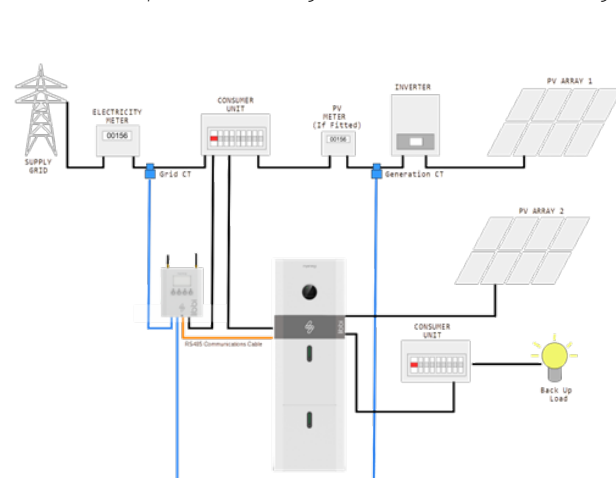 PV ARRAY 1
INVERTER
CONSUMER
UNIT
ELECTRICITY
METER
PV
METER
(If Fitted)
00156
00156
SUPPLY
GRID
Grid CT
Generation CT
PV ARRAY 2
RS485 Communications Cable
CONSUMER
UNIT
Back Up
Load